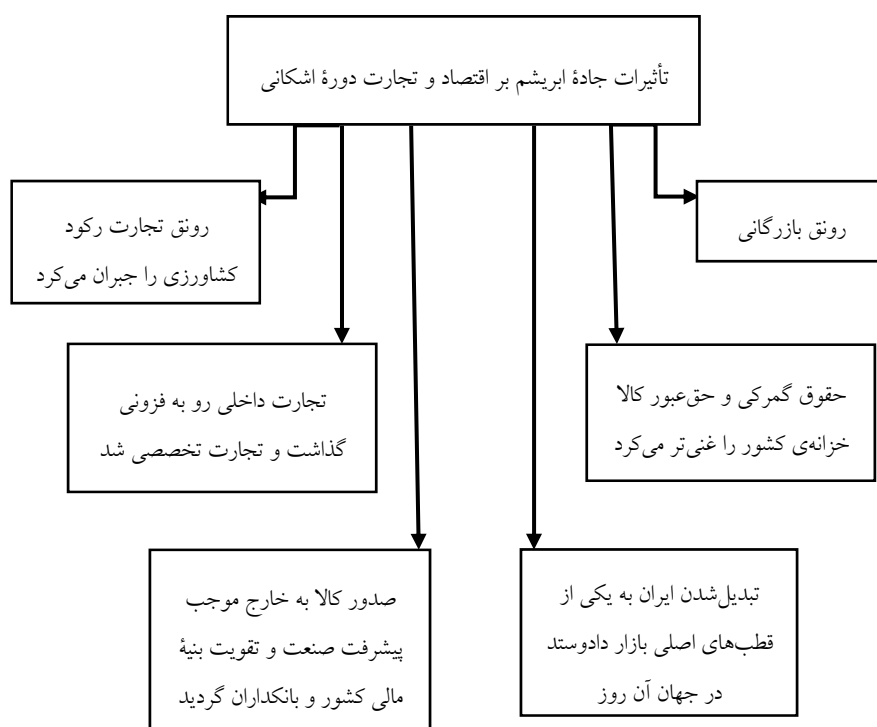 تأثیرات جادهٔ ابریشم بر اقتصاد و تجارت دورهٔ اشکانی
رونق بازرگانی
رونق تجارت رکود
کشاورزی را جبران می‌کرد
حقوق گمرکی و حق‌عبور کالا
خزانه‌ی کشور را غنی‌تر می‌کرد
تجارت داخلی رو به فزونی
گذاشت و تجارت تخصصی شد
تبدیل‌شدن ایران به یکی از
قطب‌های اصلی بازار دادوستد
در جهان آن روز
صدور کالا به خارج موجب
پیشرفت صنعت و تقویت بنیهٔ
مالی کشور و بانکداران گردید